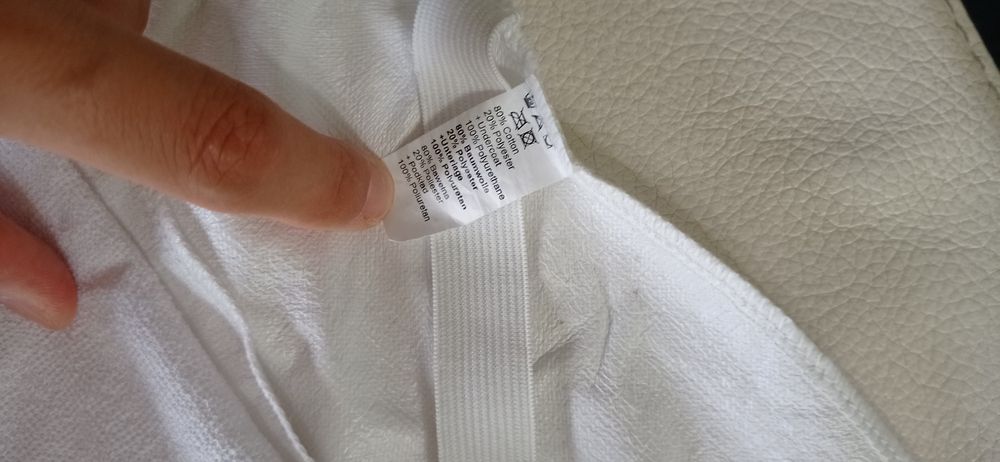 80% Cotton
20% Polyester
+ Undercoat
100% Polyurethane
80% Baumwolle
20% Polyester
+Unterlage
100% Polyuretan
80% Bawełna
20% Poliester
+ Podkład
100% Poliuretan